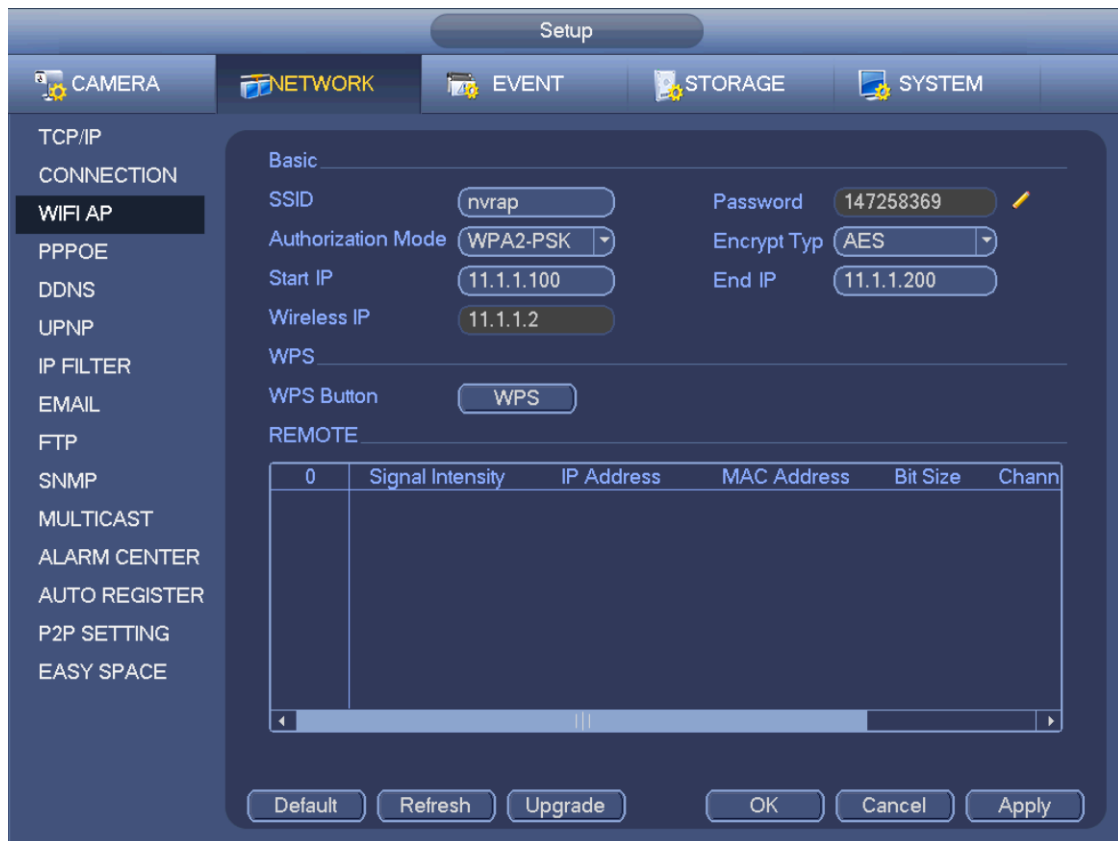 Setup
CAMERA NETWORK EVENT STORAGE SYSTEM
TCP/IP
CONNECTION
WIFI AP
PPPOE
DDNS
UPNP
IP FILTER
EMAIL
FTP
SNMP
MULTICAST
ALARM CENTER
AUTO REGISTER
P2P SETTING
EASY SPACE
Basic
SSID nvrap Password 147258369
Authorization Mode WPA2-PSK Encrypt Typ AES
Start IP 11.1.1.100 End IP 11.1.1.200
Wireless IP 11.1.1.2
WPS
WPS Button WPS
REMOTE
0 Signal Intensity IP Address MAC Address Bit Size Chann
Default Refresh Upgrade OK Cancel Apply